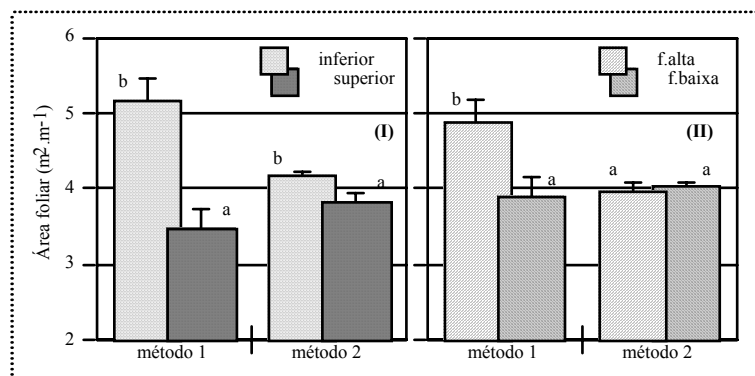 Área foliar (m².m-¹)
6
5
4
3
2
inferior
superior
(I)
b
a
b
a
método 1
método 2
f.alta
f.baixa
(II)
b
a
a
a
método 1
método 2